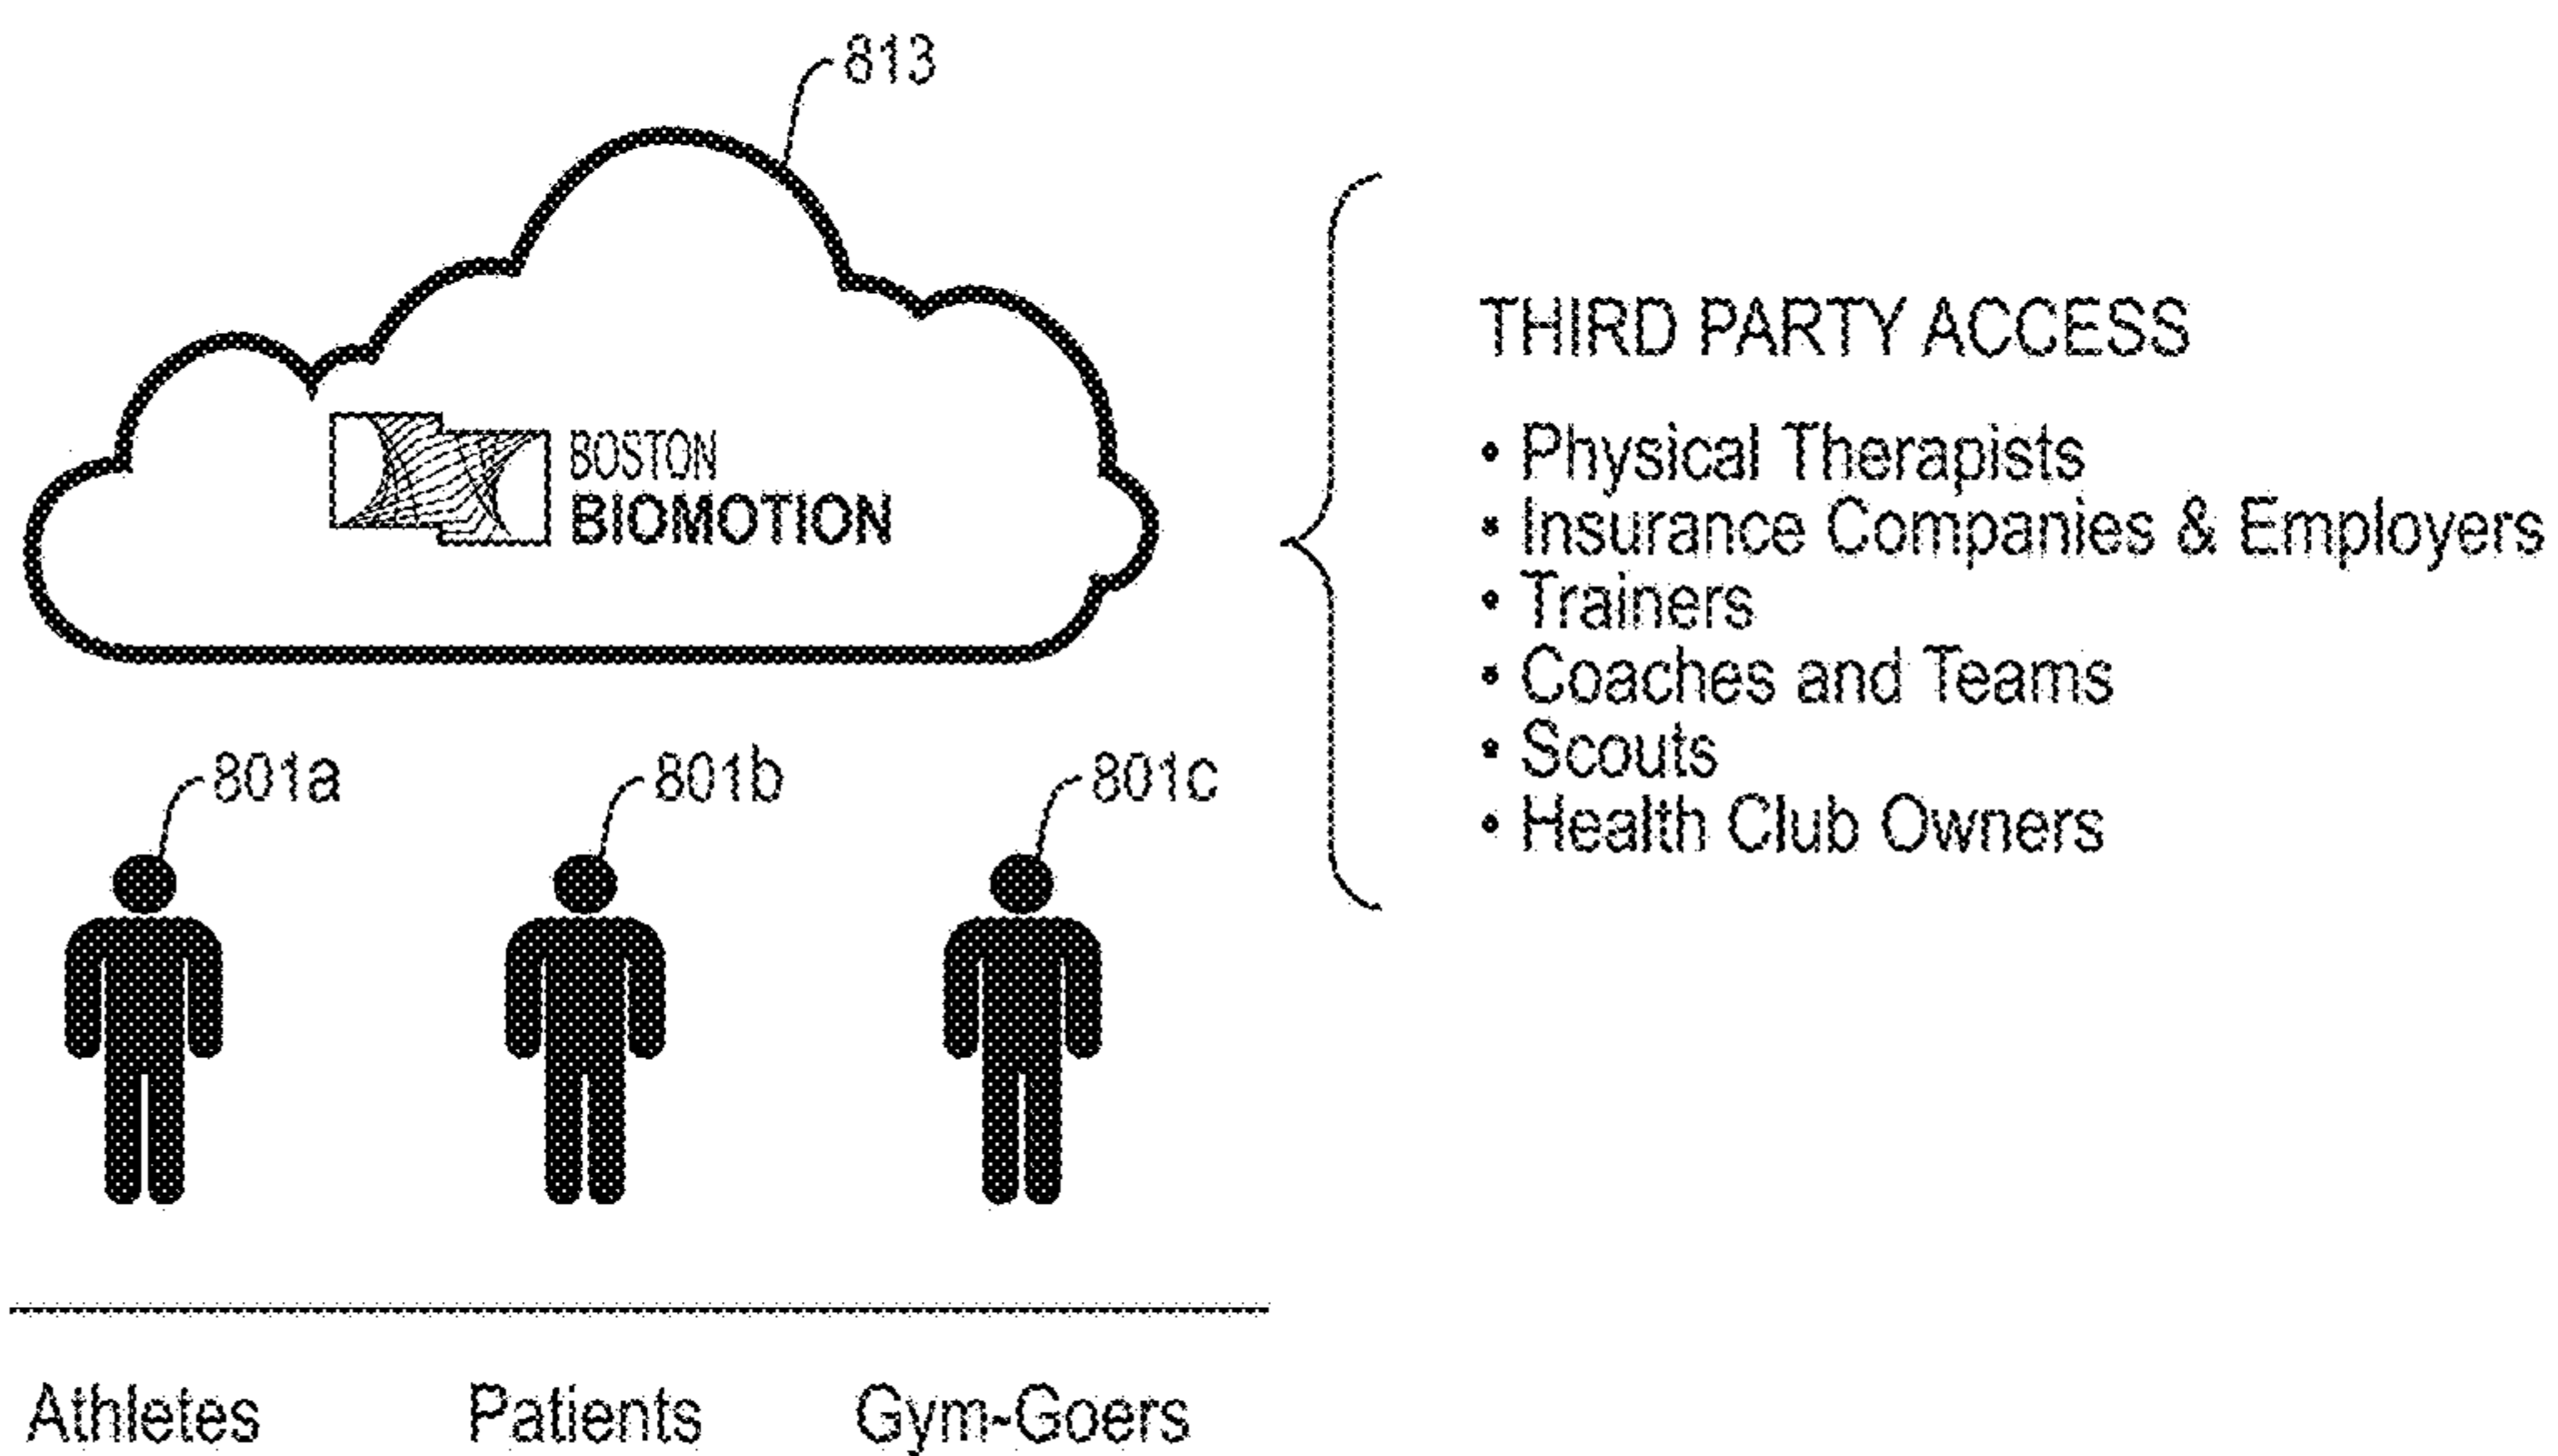 813
BOSTON
BIOMOTION
THIRD PARTY ACCESS
• Physical Therapists
• Insurance Companies & Employers
• Trainers
• Coaches and Teams
• Scouts
• Health Club Owners
801a 801b 801c
Athletes Patients Gym-Goers